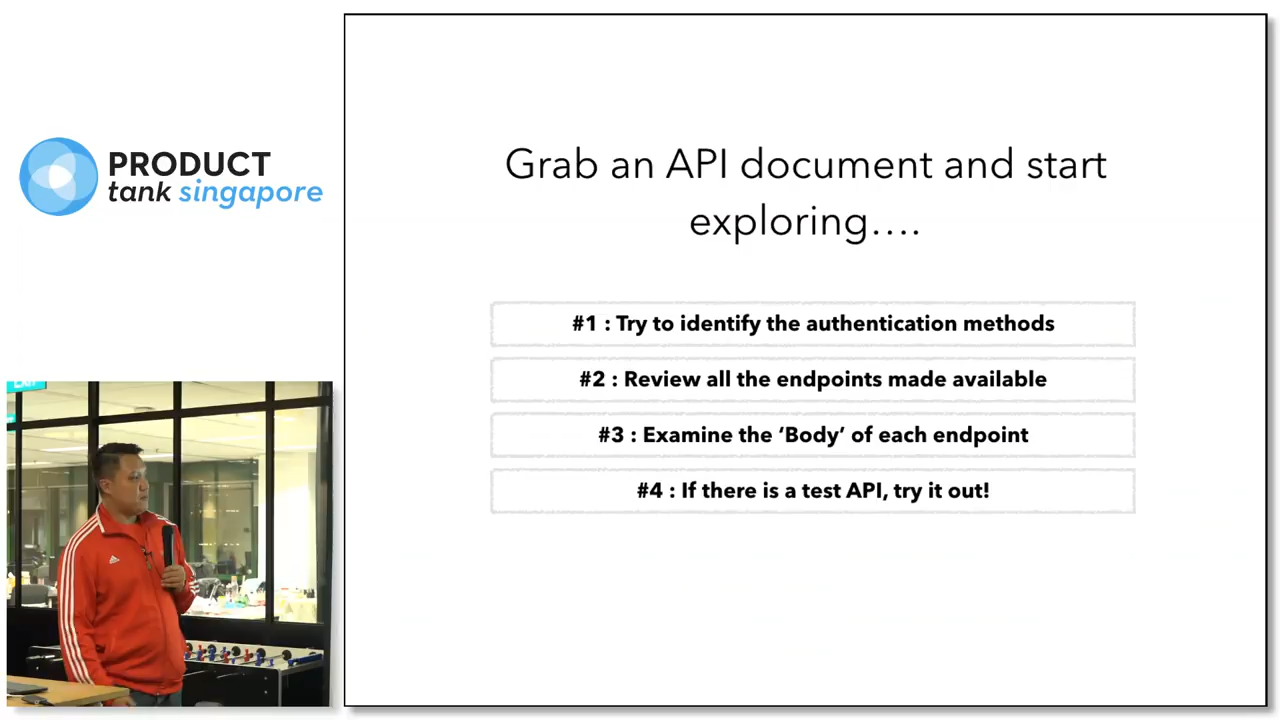 PRODUCT
tank singapore
Grab an API document and start
exploring….
#1 : Try to identify the authentication methods
#2 : Review all the endpoints made available
#3 : Examine the ‘Body’ of each endpoint
#4 : If there is a test API, try it out!
EXIT